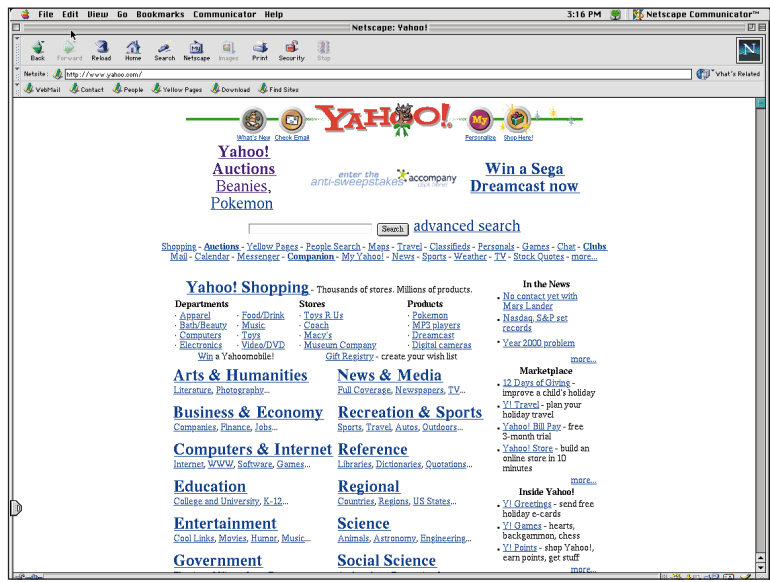 File Edit View Go Bookmarks Communicator Help 3:16 PM Netscape Communicator™
Netscape: Yahoo!
Back Forward Reload Home Search Netscape Images Print Security Stop
N
Netsite: http://www.yahoo.com/ What's Related
WebMail Contact People Yellow Pages Download Find Sites
YAHOO!
My
What's New Check Email Personalize Shop Here!
Yahoo!
Auctions
Beanies,
Pokemon
enter the
anti-sweepstakes accompany
click here!
Win a Sega
Dreamcast now
Search advanced search
Shopping - Auctions - Yellow Pages - People Search - Maps - Travel - Classifieds - Personals - Games - Chat - Clubs
Mail - Calendar - Messenger - Companion - My Yahoo! - News - Sports - Weather - TV - Stock Quotes - more...
Yahoo! Shopping - Thousands of stores. Millions of products.
Departments Stores Products
· Apparel · Food/Drink · Toys R Us · Pokemon
· Bath/Beauty · Music · Coach · MP3 players
· Computers · Toys · Macy's · Dreamcast
· Electronics · Video/DVD · Museum Company · Digital cameras
Win a Yahoomobile! Gift Registry - create your wish list
Arts & Humanities
Literature, Photography...
News & Media
Full Coverage, Newspapers, TV...
Business & Economy
Companies, Finance, Jobs...
Recreation & Sports
Sports, Travel, Autos, Outdoors...
Computers & Internet
Internet, WWW, Software, Games...
Reference
Libraries, Dictionaries, Quotations...
Education
College and University, K-12...
Regional
Countries, Regions, US States...
Entertainment
Cool Links, Movies, Humor, Music...
Science
Animals, Astronomy, Engineering...
Government
Social Science
In the News
• No contact yet with
Mars Lander
• Nasdaq, S&P set
records
• Year 2000 problem
more...
Marketplace
• 12 Days of Giving -
improve a child's holiday
• Y! Travel - plan your
holiday travel
• Yahoo! Bill Pay - free
3-month trial
• Yahoo! Store - build an
online store in 10
minutes
more...
Inside Yahoo!
• Y! Greetings - send free
holiday e-cards
• Y! Games - hearts,
backgammon, chess
• Y! Points - shop Yahoo!,
earn points, get stuff
more...